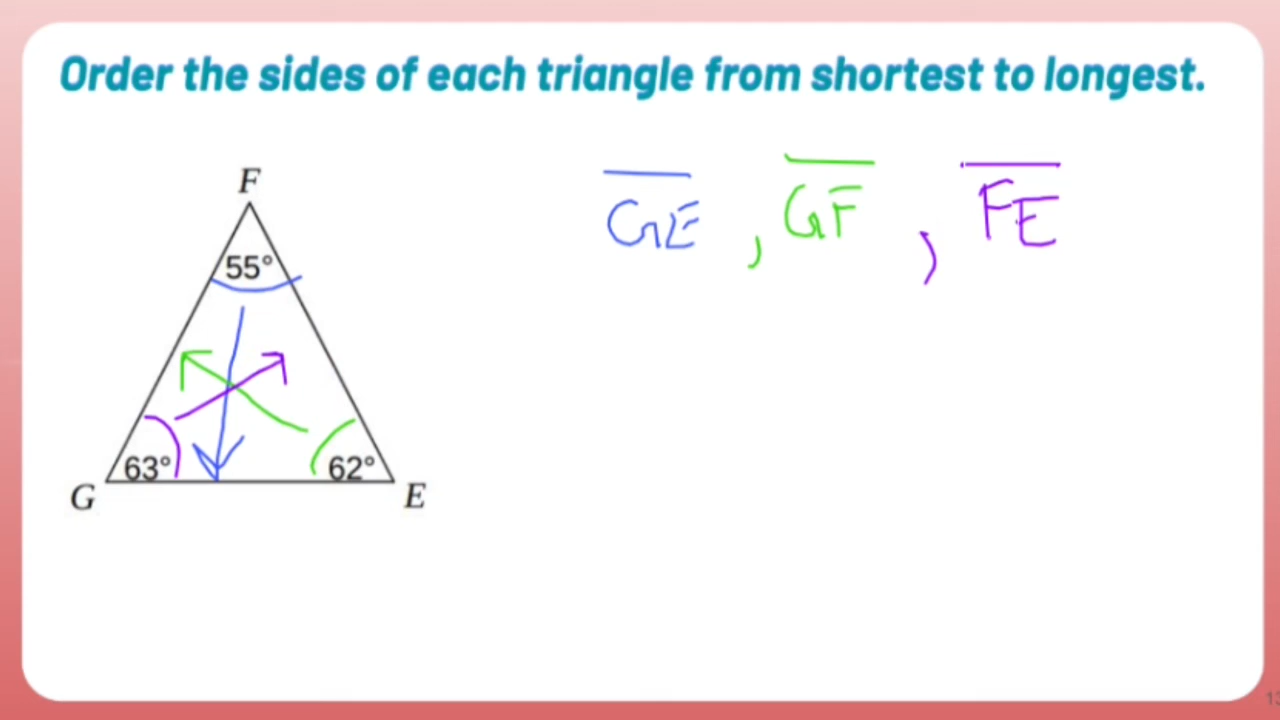 Order the sides of each triangle from shortest to longest.
GE, GF, FE
F
55°
63° 62°
G E